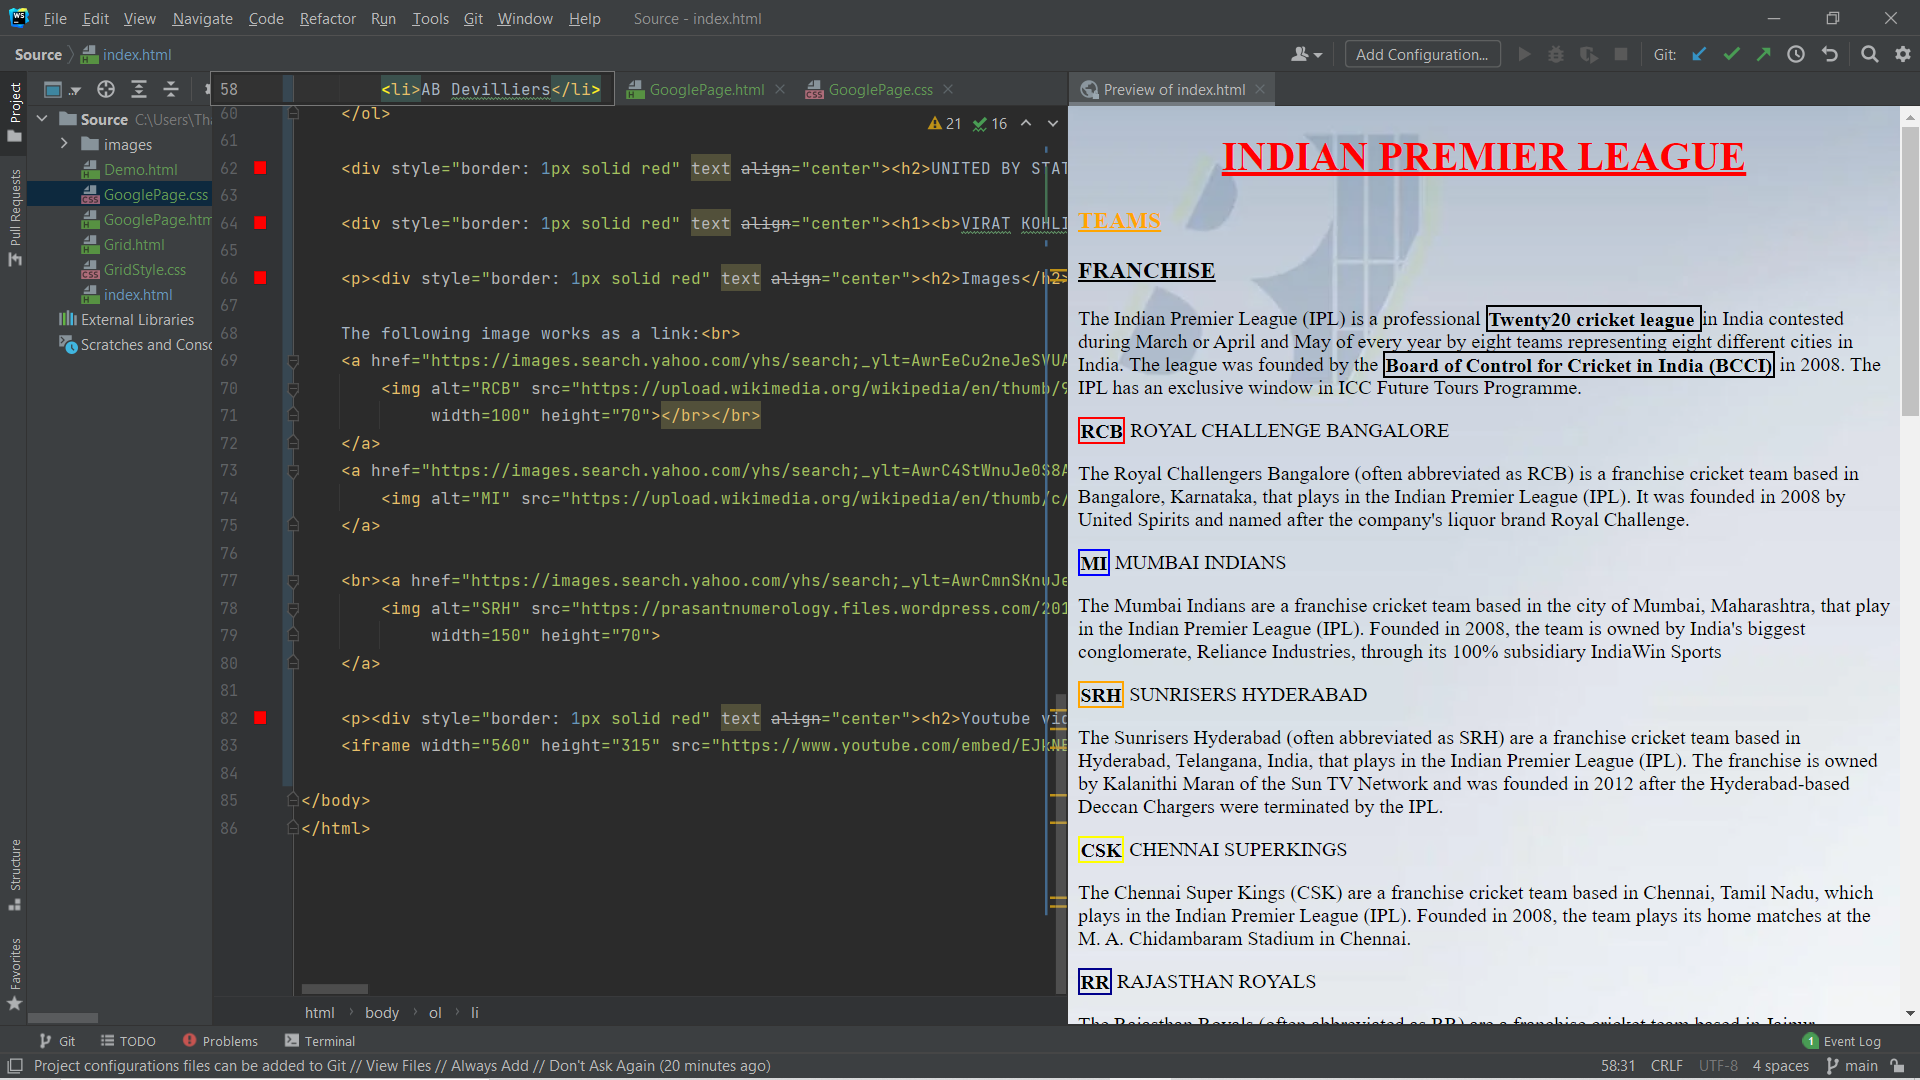 File Edit View Navigate Code Refactor Run Tools Git Window Help Source - index.html
Source index.html Add Configuration... Git:
58 <li>AB Devilliers</li> GooglePage.html GooglePage.css Preview of index.html
Project
Pull Requests
Structure
Favorites
Source C:\Users\Tha
images
Demo.html
GooglePage.css
GooglePage.htm
Grid.html
GridStyle.css
index.html
External Libraries
Scratches and Conso
21 16
60 </ol>
61
62 <div style="border: 1px solid red" text align="center"><h2>UNITED BY STAT
63
64 <div style="border: 1px solid red" text align="center"><h1><b>VIRAT KOHLI
65
66 <p><div style="border: 1px solid red" text align="center"><h2>Images</h2>
67
68 The following image works as a link:<br>
69 <a href="https://images.search.yahoo.com/yhs/search;_ylt=AwrEeCu2neJeSVUA
70 <img alt="RCB" src="https://upload.wikimedia.org/wikipedia/en/thumb/9
71 width=100" height="70"></br></br>
72 </a>
73 <a href="https://images.search.yahoo.com/yhs/search;_ylt=AwrC4StWnuJe0S8A
74 <img alt="MI" src="https://upload.wikimedia.org/wikipedia/en/thumb/c/
75 </a>
76
77 <br><a href="https://images.search.yahoo.com/yhs/search;_ylt=AwrCmnSKnuJe
78 <img alt="SRH" src="https://prasantnumerology.files.wordpress.com/201
79 width=150" height="70">
80 </a>
81
82 <p><div style="border: 1px solid red" text align="center"><h2>Youtube vid
83 <iframe width="560" height="315" src="https://www.youtube.com/embed/EJkNE
84
85 </body>
86 </html>
html body ol li
INDIAN PREMIER LEAGUE
TEAMS
FRANCHISE
The Indian Premier League (IPL) is a professional Twenty20 cricket league in India contested
during March or April and May of every year by eight teams representing eight different cities in
India. The league was founded by the Board of Control for Cricket in India (BCCI) in 2008. The
IPL has an exclusive window in ICC Future Tours Programme.
RCB ROYAL CHALLENGE BANGALORE
The Royal Challengers Bangalore (often abbreviated as RCB) is a franchise cricket team based in
Bangalore, Karnataka, that plays in the Indian Premier League (IPL). It was founded in 2008 by
United Spirits and named after the company's liquor brand Royal Challenge.
MI MUMBAI INDIANS
The Mumbai Indians are a franchise cricket team based in the city of Mumbai, Maharashtra, that play
in the Indian Premier League (IPL). Founded in 2008, the team is owned by India's biggest
conglomerate, Reliance Industries, through its 100% subsidiary IndiaWin Sports
SRH SUNRISERS HYDERABAD
The Sunrisers Hyderabad (often abbreviated as SRH) are a franchise cricket team based in
Hyderabad, Telangana, India, that plays in the Indian Premier League (IPL). The franchise is owned
by Kalanithi Maran of the Sun TV Network and was founded in 2012 after the Hyderabad-based
Deccan Chargers were terminated by the IPL.
CSK CHENNAI SUPERKINGS
The Chennai Super Kings (CSK) are a franchise cricket team based in Chennai, Tamil Nadu, which
plays in the Indian Premier League (IPL). Founded in 2008, the team plays its home matches at the
M. A. Chidambaram Stadium in Chennai.
RR RAJASTHAN ROYALS
The Rajasthan Royals (often abbreviated as RR) are a franchise cricket team based in Jaipur
Git TODO Problems Terminal 1 Event Log
Project configurations files can be added to Git // View Files // Always Add // Don't Ask Again (20 minutes ago) 58:31 CRLF UTF-8 4 spaces main